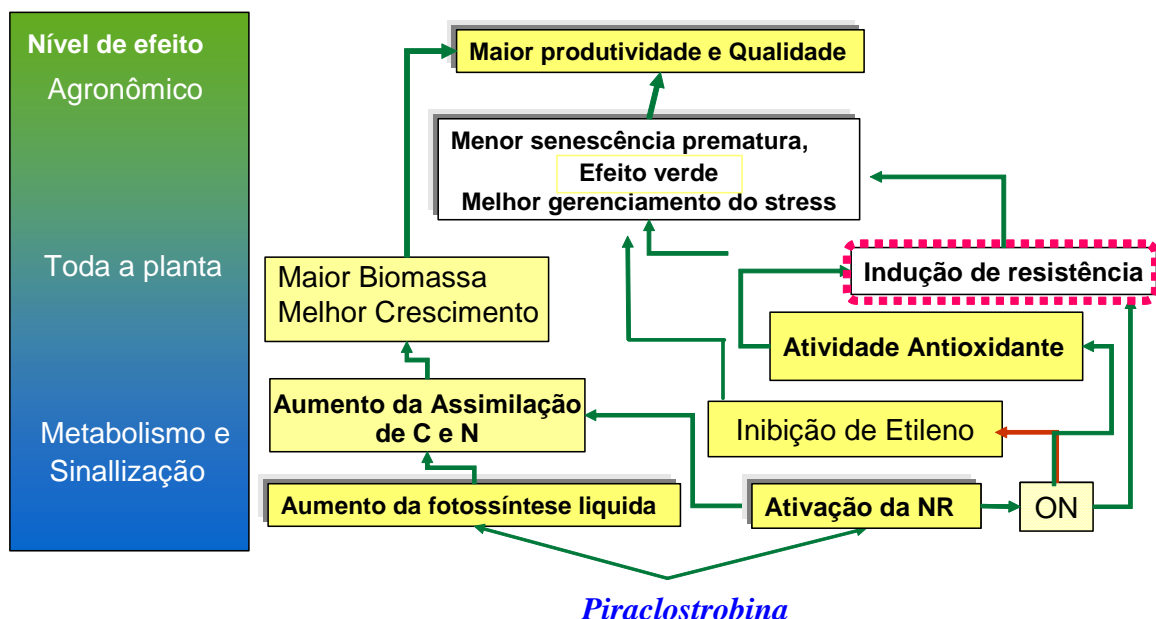 Nível de efeito
Agronômico
Toda a planta
Metabolismo e
Sinallização
Maior produtividade e Qualidade
Menor senescência prematura,
Efeito verde
Melhor gerenciamento do stress
Indução de resistência
Maior Biomassa
Melhor Crescimento
Atividade Antioxidante
Aumento da Assimilação
de C e N
Inibição de Etileno
Aumento da fotossíntese liquida
Ativação da NR
ON
Piraclostrobina